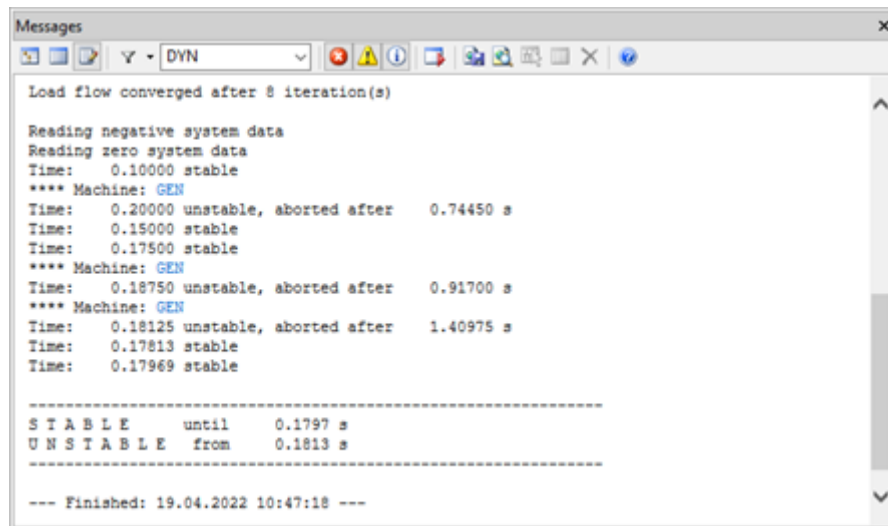 Messages
DYN
Load flow converged after 8 iteration(s)
Reading negative system data
Reading zero system data
Time: 0.10000 stable
**** Machine: GEN
Time: 0.20000 unstable, aborted after 0.74450 s
Time: 0.15000 stable
Time: 0.17500 stable
**** Machine: GEN
Time: 0.18750 unstable, aborted after 0.91700 s
**** Machine: GEN
Time: 0.18125 unstable, aborted after 1.40975 s
Time: 0.17813 stable
Time: 0.17969 stable
---------------------------------------------------------------
S T A B L E until 0.1797 s
U N S T A B L E from 0.1813 s
---------------------------------------------------------------
--- Finished: 19.04.2022 10:47:18 ---